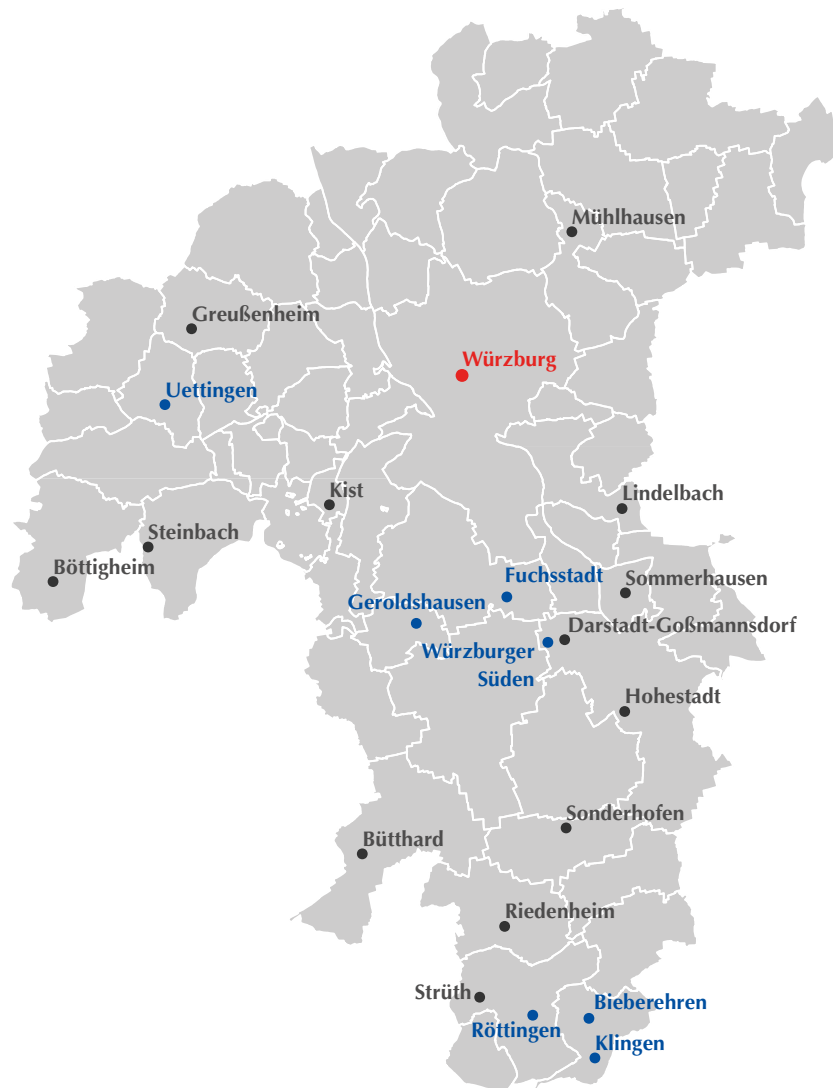 Mühlhausen
Greußenheim
Würzburg
Uettingen
Kist
Lindelbach
Steinbach
Böttigheim
Fuchsstadt
Sommerhausen
Geroldshausen
Darstadt-Goßmannsdorf
Würzburger
Süden
Hohestadt
Sonderhofen
Bütthard
Riedenheim
Strüth
Bieberehren
Röttingen
Klingen